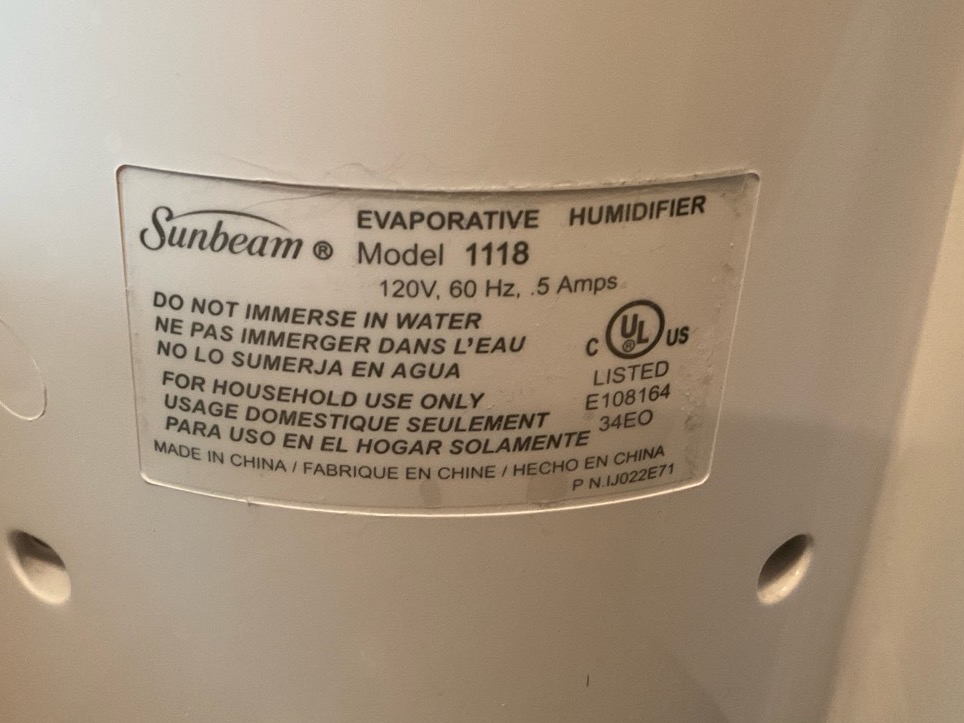 Sunbeam ® EVAPORATIVE HUMIDIFIER
Model 1118
120V, 60 Hz, .5 Amps
DO NOT IMMERSE IN WATER
NE PAS IMMERGER DANS L'EAU
NO LO SUMERJA EN AGUA
FOR HOUSEHOLD USE ONLY
USAGE DOMESTIQUE SEULEMENT
PARA USO EN EL HOGAR SOLAMENTE
C UL ® US
LISTED
E108164
34EO
MADE IN CHINA / FABRIQUE EN CHINE / HECHO EN CHINA
P N.IJ022E71